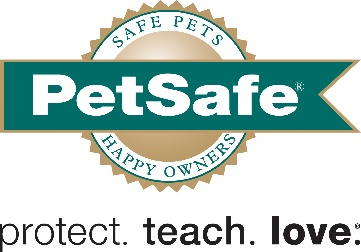 SAFE PETS
PetSafe®
HAPPY OWNERS
protect. teach. love.®